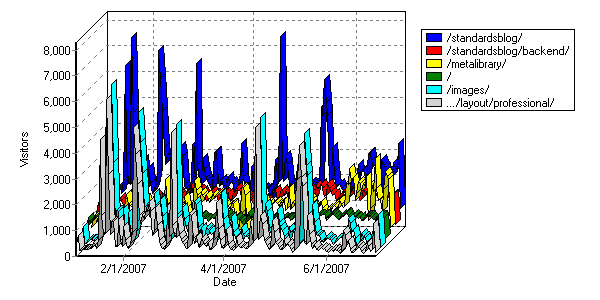 8,000
7,000
6,000
5,000
4,000
3,000
2,000
1,000
0
Visitors
2/1/2007
4/1/2007
6/1/2007
Date
/standardsblog/
/standardsblog/backend/
/metalibrary/
/
/images/
.../layout/professional/